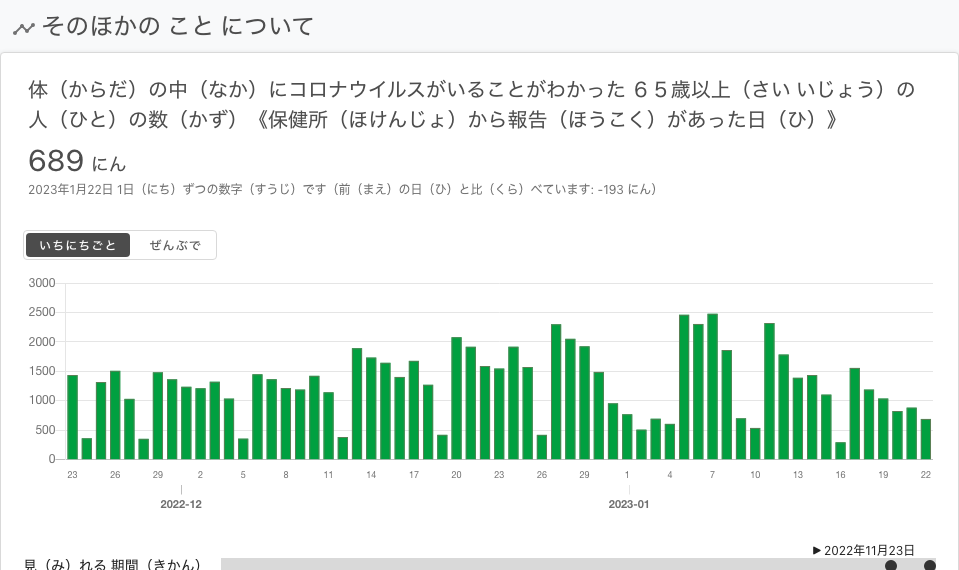 そのほかの こと について
体（からだ）の中（なか）にコロナウイルスがいることがわかった ６５歳以上（さい いじょう）の
人（ひと）の数（かず）《保健所（ほけんじょ）から報告（ほうこく）があった日（ひ）》
689 にん
2023年1月22日 1日（にち）ずつの数字（すうじ）です（前（まえ）の日（ひ）と比（くら）べています: -193 にん）
いちにちごと ぜんぶで
3000
2500
2000
1500
1000
500
0
23 26 29 2 5 8 11 14 17 20 23 26 29 1 4 7 10 13 16 19 22
2022-12 2023-01
▶2022年11月23日
見（み）れる 期間（きかん）